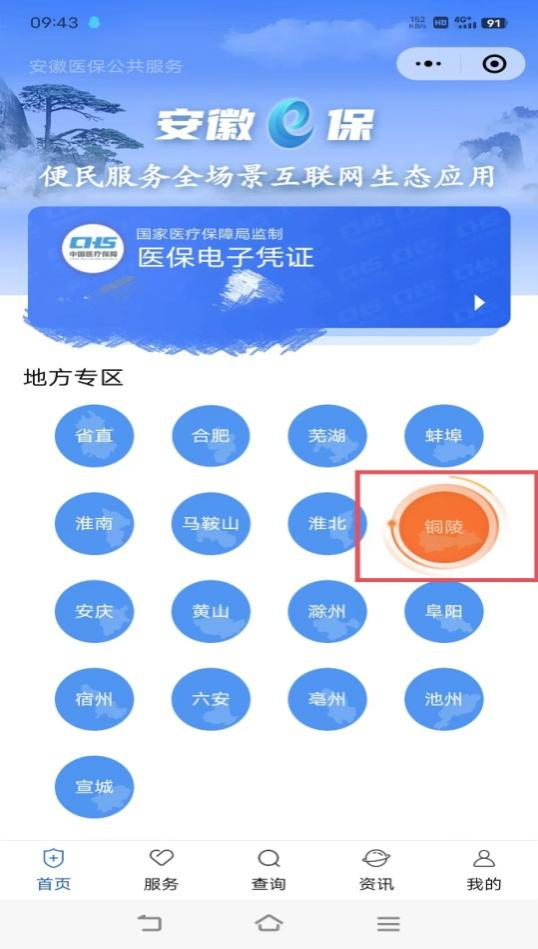 09:43 152 KB/s HD 4G+ 91
安徽医保公共服务
安徽e保
便民服务全场景互联网生态应用
CHS
中国医疗保障
国家医疗保障局监制
医保电子凭证
地方专区
省直 合肥 芜湖 蚌埠
淮南 马鞍山 淮北 铜陵
安庆 黄山 滁州 阜阳
宿州 六安 亳州 池州
宣城
首页 服务 查询 资讯 我的